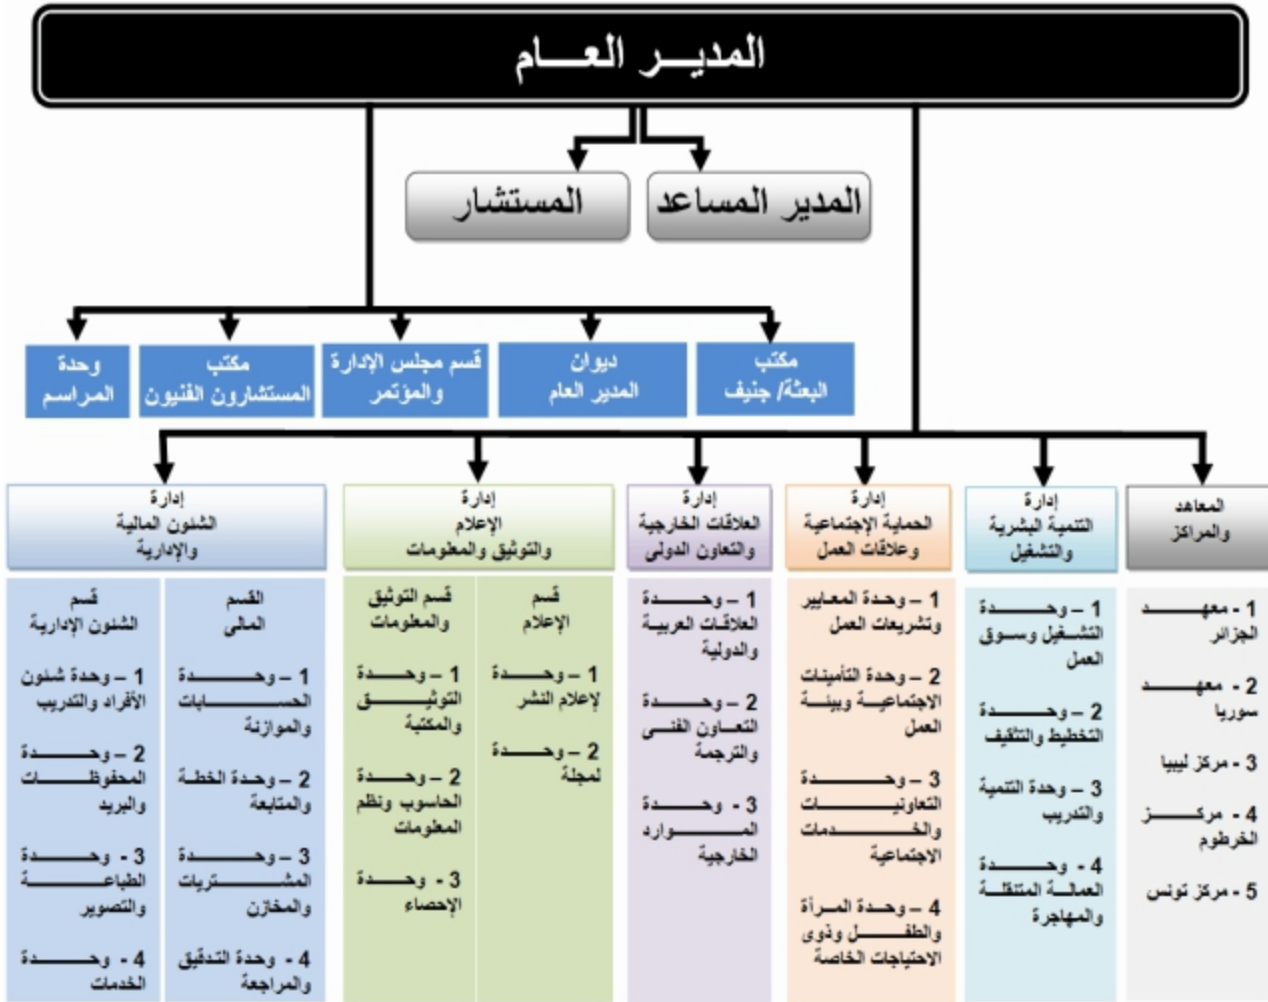 المدير العام
المدير المساعد
المستشار
مكتب
البعثة/ جنيف
ديوان
المدير العام
قسم مجلس الإدارة
والمؤتمر
مكتب
المستشارون الفنيون
وحدة
المراسم
المعاهد
والمراكز
1 - معهد
الجزائر
2 - معهد
سوريا
3 - مركز ليبيا
4 - مركز
الخرطوم
5 - مركز تونس
إدارة
التنمية البشرية
والتشغيل
1 – وحدة
التشغيل وسوق
العمل
2 – وحدة
التخطيط والتثقيف
3 – وحدة التنمية
والتدريب
4 - وحدة
العمالة المتنقلة
والمهاجرة
إدارة
الحماية الإجتماعية
وعلاقات العمل
1 – وحدة المعايير
وتشريعات العمل
2 – وحدة التأمينات
الاجتماعية وبيئة
العمل
3 – وحدة
التعاونيات
والخدمات
الاجتماعية
4 – وحدة المرأة
والطفل وذوى
الاحتياجات الخاصة
إدارة
العلاقات الخارجية
والتعاون الدولى
1 – وحدة
العلاقات العربية
والدولية
2 – وحدة
التعاون الفنى
والترجمة
3 - وحدة
الموارد
الخارجية
إدارة
الإعلام
والتوثيق والمعلومات
قسم
الإعلام
1 – وحدة
لإعلام النشر
2 – وحدة
لمجلة
قسم التوثيق
والمعلومات
1 – وحدة
التوثيق
والمكتبة
2 – وحدة
الحاسوب ونظم
المعلومات
3 - وحدة
الإحصاء
إدارة
الشئون المالية
والإدارية
القسم
المالى
1 – وحدة
الحسابات
والموازنة
2 – وحدة الخطة
والمتابعة
3 – وحدة
المشتريات
والمخازن
4 - وحدة التدقيق
والمراجعة
قسم
الشئون الإدارية
1 – وحدة شئون
الأفراد والتدريب
2 – وحدة
المحفوظات
والبريد
3 - وحدة
الطباعة
والتصوير
4 - وحدة
الخدمات